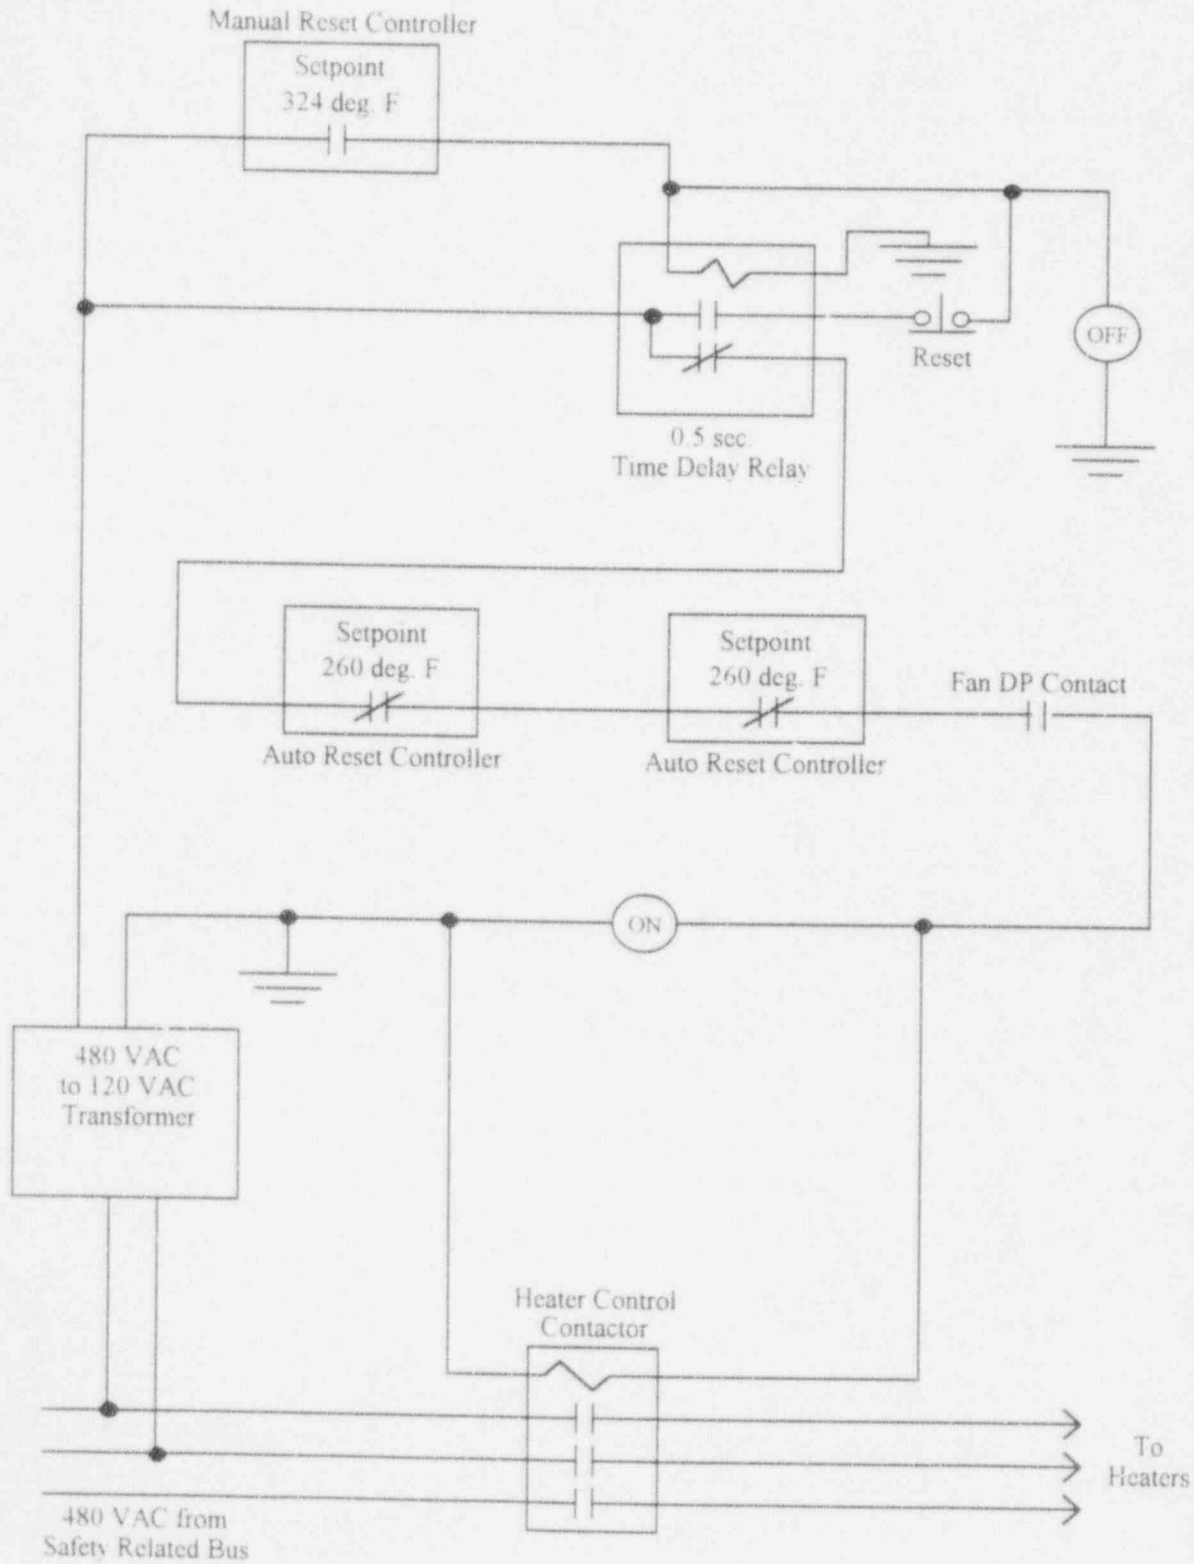 Manual Reset Controller
Setpoint
324 deg. F
OFF
Reset
0.5 sec.
Time Delay Relay
Setpoint
260 deg. F
Auto Reset Controller
Setpoint
260 deg. F
Auto Reset Controller
Fan DP Contact
ON
480 VAC
to 120 VAC
Transformer
Heater Control
Contactor
To
Heaters
480 VAC from
Safety Related Bus